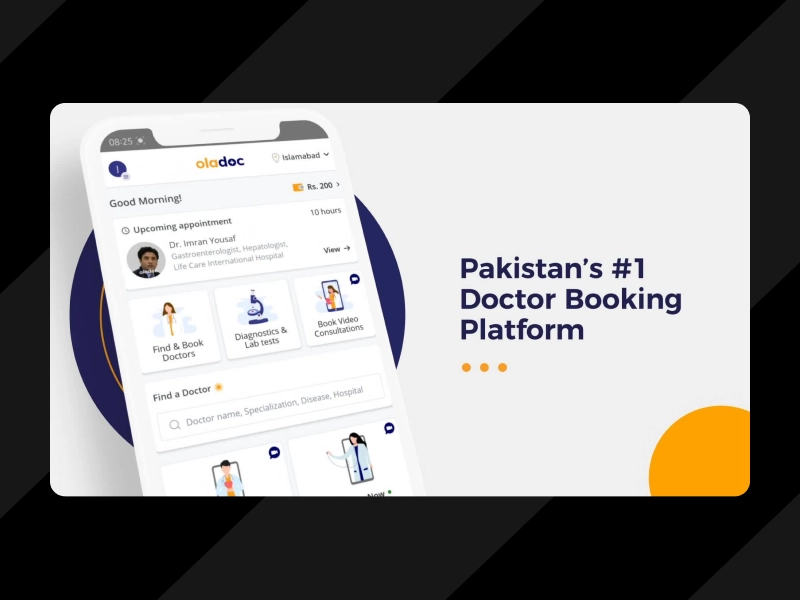 08:25
oladoc
Islamabad
Good Morning!
Rs. 200
Upcoming appointment
10 hours
Dr. Imran Yousaf
Gastroenterologist, Hepatologist,
Life Care International Hospital
View
Find & Book
Doctors
Diagnostics &
Lab tests
Book Video
Consultations
Find a Doctor
Doctor name, Specialization, Disease, Hospital
Now
Pakistan's #1
Doctor Booking
Platform